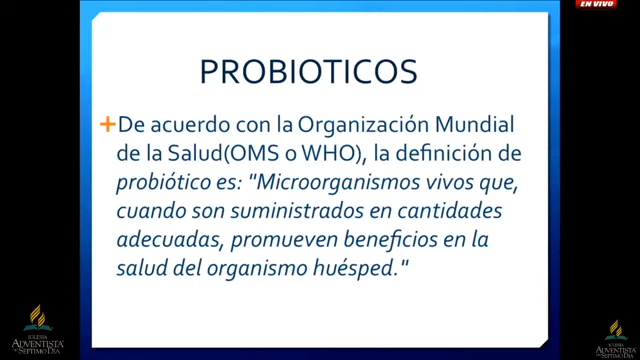 EN VIVO
PROBIOTICOS
+De acuerdo con la Organización Mundial
de la Salud(OMS o WHO), la definición de
probiótico es: "Microorganismos vivos que,
cuando son suministrados en cantidades
adecuadas, promueven beneficios en la
salud del organismo huésped."
IGLESIA
ADVENTISTA
DEL SÉPTIMO DÍA
IGLESIA
ADVENTISTA
DEL SÉPTIMO DÍA